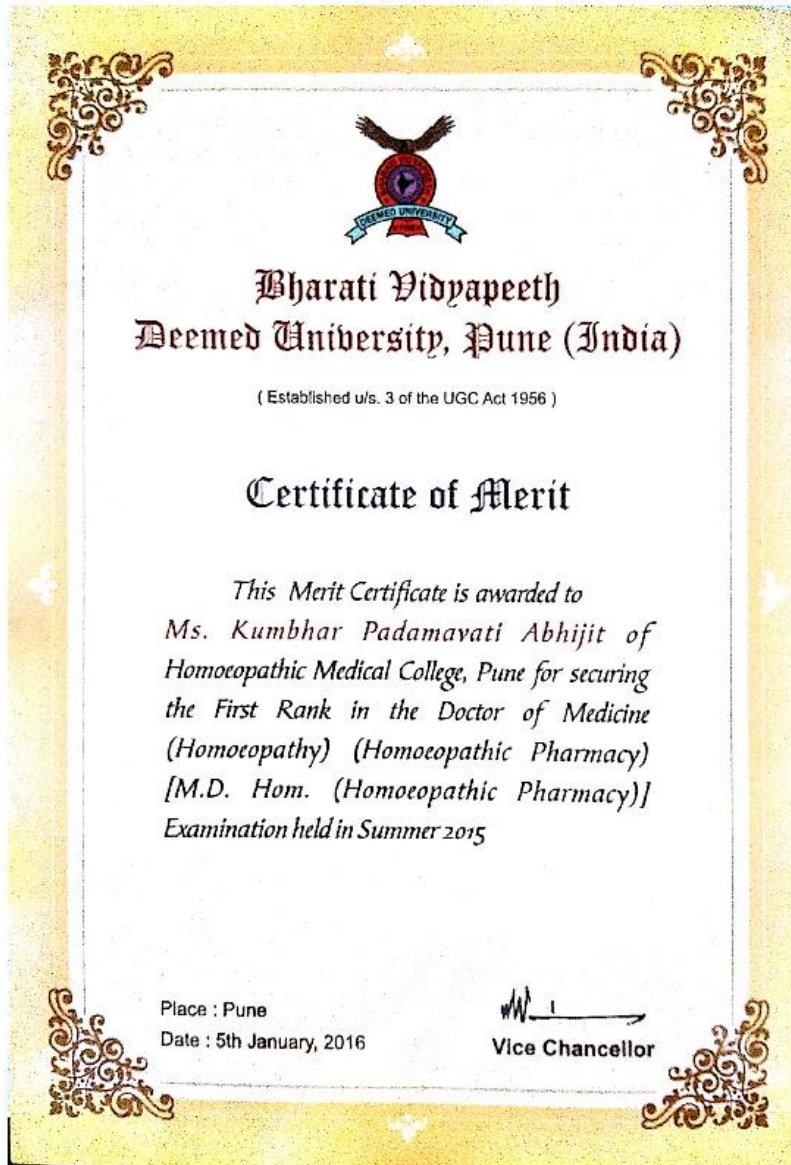 DEEMED UNIVERSITY
Bharati Vidyapeeth
Deemed University, Pune (India)
( Established u/s. 3 of the UGC Act 1956 )
Certificate of Merit
This Merit Certificate is awarded to
Ms. Kumbhar Padamavati Abhijit of
Homoeopathic Medical College, Pune for securing
the First Rank in the Doctor of Medicine
(Homoeopathy) (Homoeopathic Pharmacy)
[M.D. Hom. (Homoeopathic Pharmacy)]
Examination held in Summer 2015
Place : Pune
Date : 5th January, 2016
Vice Chancellor